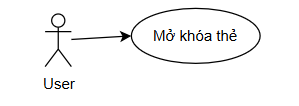 Mở khóa thẻ
User